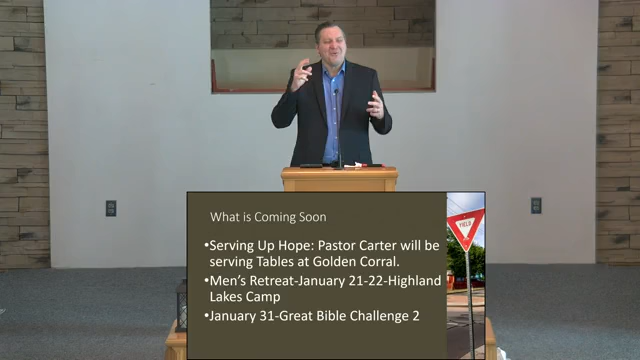 What is Coming Soon
•Serving Up Hope: Pastor Carter will be
serving Tables at Golden Corral.
•Men's Retreat-January 21-22-Highland
Lakes Camp
•January 31-Great Bible Challenge 2
YIELD